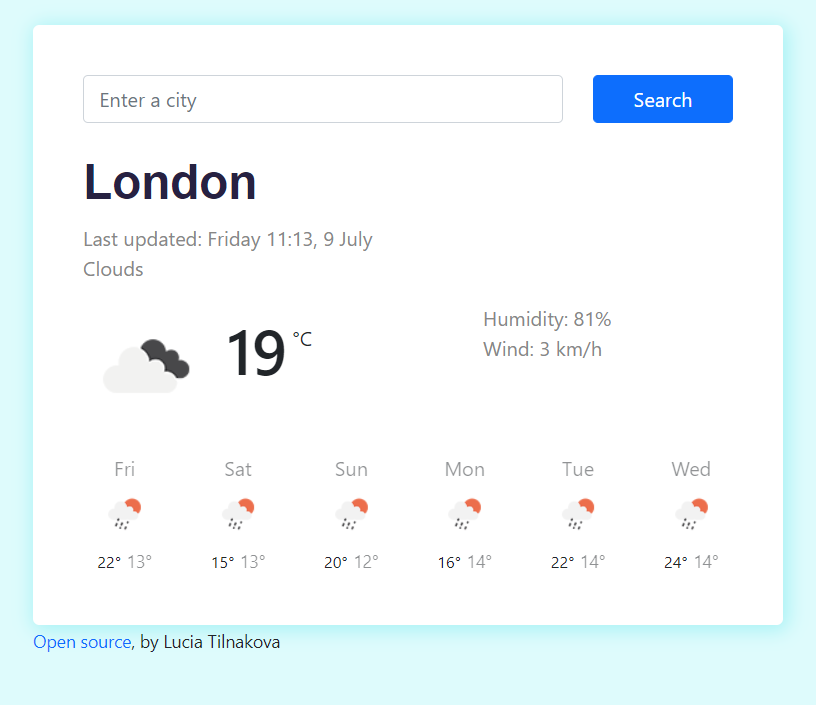 Enter a city Search
London
Last updated: Friday 11:13, 9 July
Clouds
19 °C
Humidity: 81%
Wind: 3 km/h
Fri Sat Sun Mon Tue Wed
22° 13° 15° 13° 20° 12° 16° 14° 22° 14° 24° 14°
Open source, by Lucia Tilnakova